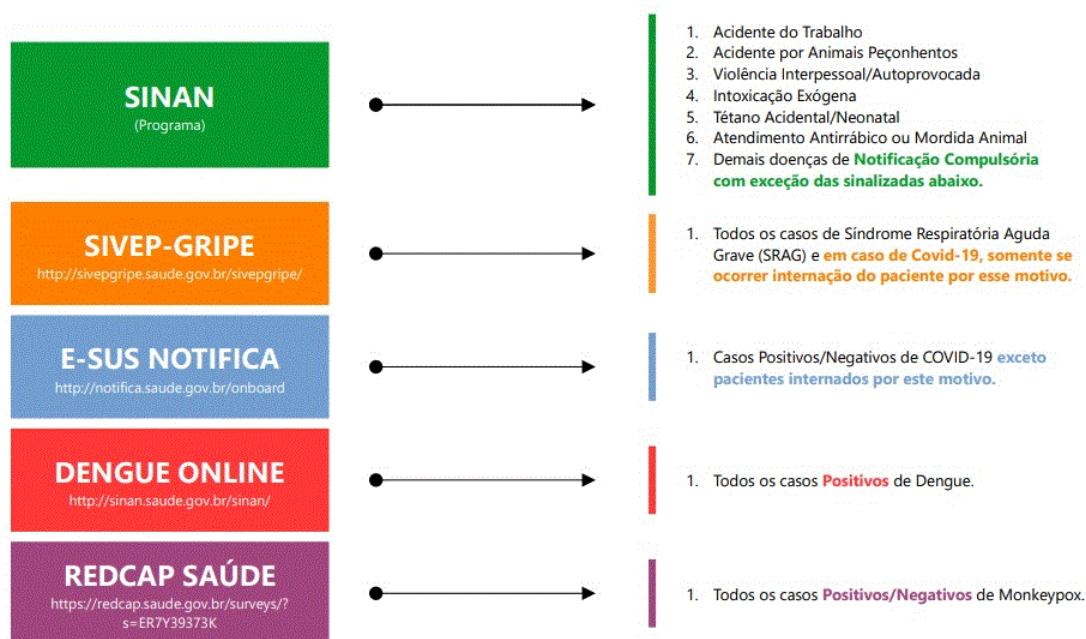 SINAN
(Programa)
1. Acidente do Trabalho
2. Acidente por Animais Peçonhentos
3. Violência Interpessoal/Autoprovocada
4. Intoxicação Exógena
5. Tétano Acidental/Neonatal
6. Atendimento Antirrábico ou Mordida Animal
7. Demais doenças de Notificação Compulsória
com exceção das sinalizadas abaixo.
SIVEP-GRIPE
http://sivepgripe.saude.gov.br/sivepgripe/
1. Todos os casos de Síndrome Respiratória Aguda
Grave (SRAG) e em caso de Covid-19, somente se
ocorrer internação do paciente por esse motivo.
E-SUS NOTIFICA
http://notifica.saude.gov.br/onboard
1. Casos Positivos/Negativos de COVID-19 exceto
pacientes internados por este motivo.
DENGUE ONLINE
http://sinan.saude.gov.br/sinan/
1. Todos os casos Positivos de Dengue.
REDCAP SAÚDE
https://redcap.saude.gov.br/surveys/?
s=ER7Y39373K
1. Todos os casos Positivos/Negativos de Monkeypox.